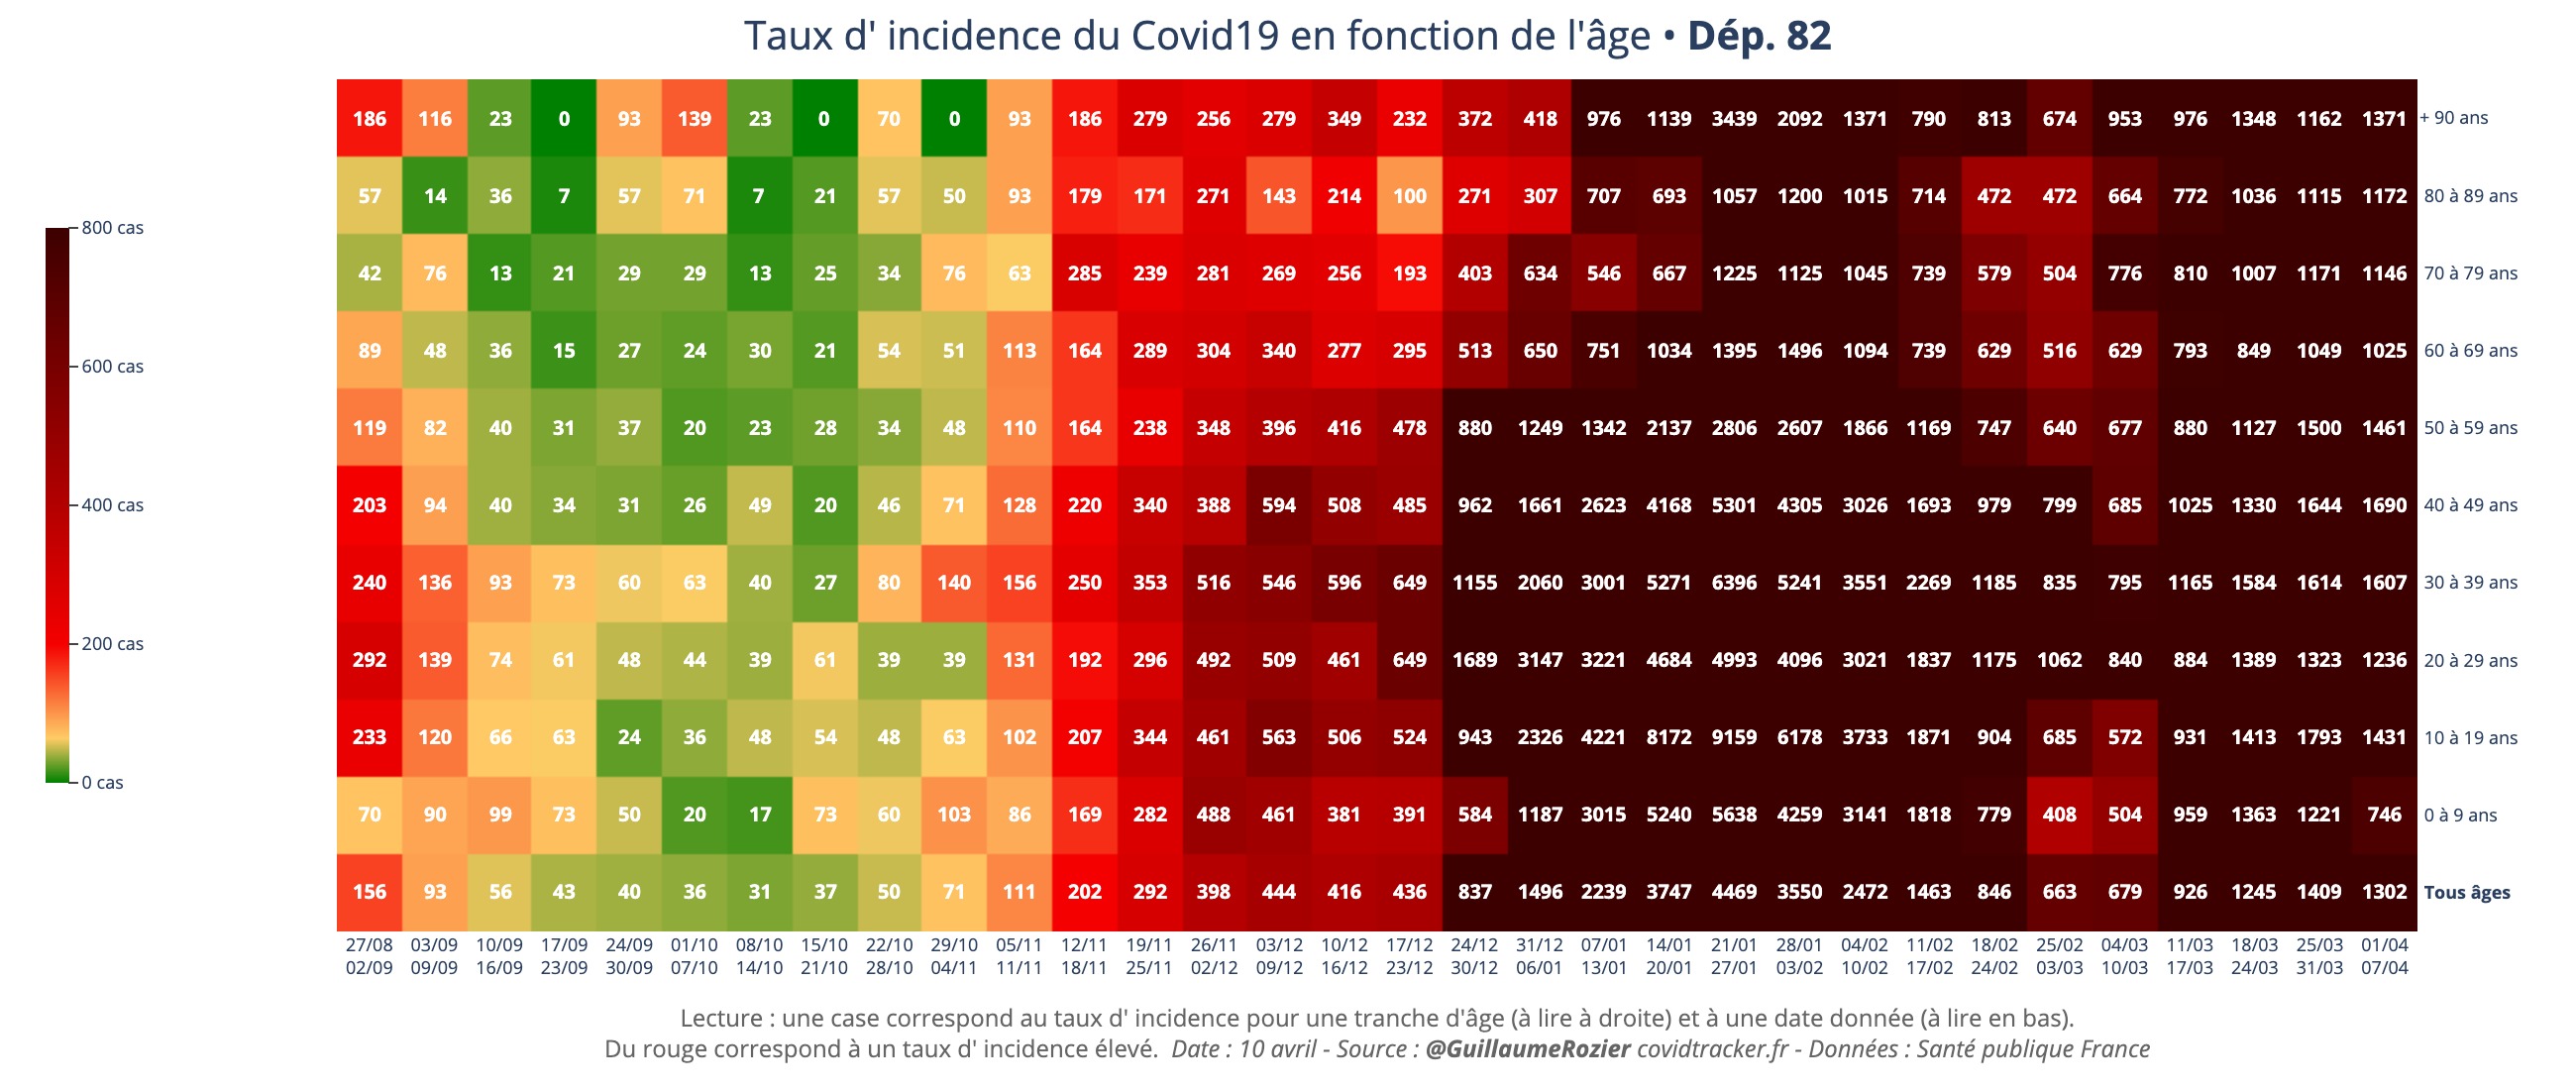 Taux d' incidence du Covid19 en fonction de l'âge • Dép. 82
186 116 23 0 93 139 23 0 70 0 93 186 279 256 279 349 232 372 418 976 1139 3439 2092 1371 790 813 674 953 976 1348 1162 1371 + 90 ans
57 14 36 7 57 71 7 21 57 50 93 179 171 271 143 214 100 271 307 707 693 1057 1200 1015 714 472 472 664 772 1036 1115 1172 80 à 89 ans
800 cas
42 76 13 21 29 29 13 25 34 76 63 285 239 281 269 256 193 403 634 546 667 1225 1125 1045 739 579 504 776 810 1007 1171 1146 70 à 79 ans
89 48 36 15 27 24 30 21 54 51 113 164 289 304 340 277 295 513 650 751 1034 1395 1496 1094 739 629 516 629 793 849 1049 1025 60 à 69 ans
600 cas
119 82 40 31 37 20 23 28 34 48 110 164 238 348 396 416 478 880 1249 1342 2137 2806 2607 1866 1169 747 640 677 880 1127 1500 1461 50 à 59 ans
400 cas
203 94 40 34 31 26 49 20 46 71 128 220 340 388 594 508 485 962 1661 2623 4168 5301 4305 3026 1693 979 799 685 1025 1330 1644 1690 40 à 49 ans
240 136 93 73 60 63 40 27 80 140 156 250 353 516 546 596 649 1155 2060 3001 5271 6396 5241 3551 2269 1185 835 795 1165 1584 1614 1607 30 à 39 ans
200 cas
292 139 74 61 48 44 39 61 39 39 131 192 296 492 509 461 649 1689 3147 3221 4684 4993 4096 3021 1837 1175 1062 840 884 1389 1323 1236 20 à 29 ans
233 120 66 63 24 36 48 54 48 63 102 207 344 461 563 506 524 943 2326 4221 8172 9159 6178 3733 1871 904 685 572 931 1413 1793 1431 10 à 19 ans
0 cas
70 90 99 73 50 20 17 73 60 103 86 169 282 488 461 381 391 584 1187 3015 5240 5638 4259 3141 1818 779 408 504 959 1363 1221 746 0 à 9 ans
156 93 56 43 40 36 31 37 50 71 111 202 292 398 444 416 436 837 1496 2239 3747 4469 3550 2472 1463 846 663 679 926 1245 1409 1302 Tous âges
27/08 03/09 10/09 17/09 24/09 01/10 08/10 15/10 22/10 29/10 05/11 12/11 19/11 26/11 03/12 10/12 17/12 24/12 31/12 07/01 14/01 21/01 28/01 04/02 11/02 18/02 25/02 04/03 11/03 18/03 25/03 01/04
02/09 09/09 16/09 23/09 30/09 07/10 14/10 21/10 28/10 04/11 11/11 18/11 25/11 02/12 09/12 16/12 23/12 30/12 06/01 13/01 20/01 27/01 03/02 10/02 17/02 24/02 03/03 10/03 17/03 24/03 31/03 07/04
Lecture : une case correspond au taux d' incidence pour une tranche d'âge (à lire à droite) et à une date donnée (à lire en bas).
Du rouge correspond à un taux d' incidence élevé. Date : 10 avril - Source : @GuillaumeRozier covidtracker.fr - Données : Santé publique France